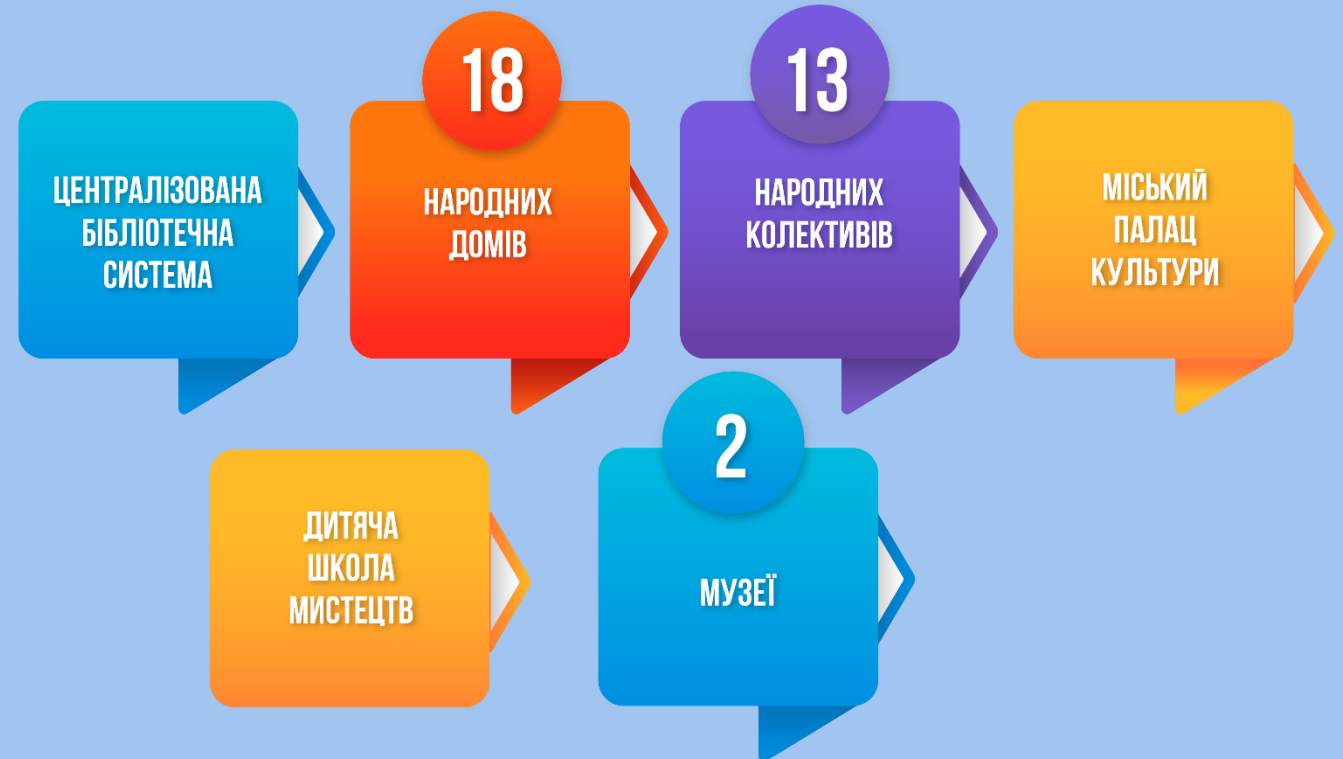 ЦЕНТРАЛІЗОВАНА
БІБЛІОТЕЧНА
СИСТЕМА
18
НАРОДНИХ
ДОМІВ
13
НАРОДНИХ
КОЛЕКТИВІВ
МІСЬКИЙ
ПАЛАЦ
КУЛЬТУРИ
ДИТЯЧА
ШКОЛА
МИСТЕЦТВ
2
МУЗЕЇ